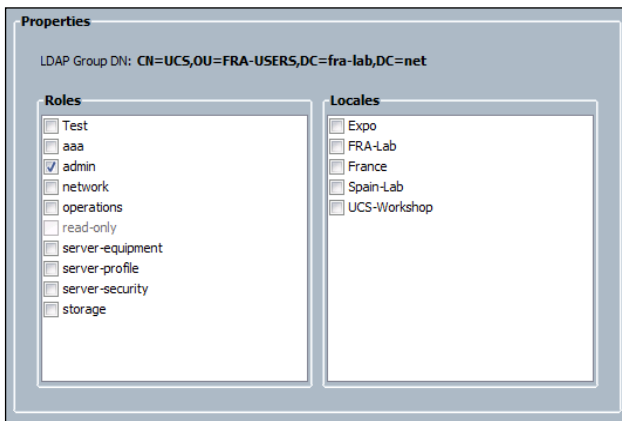 Properties
LDAP Group DN: CN=UCS,OU=FRA-USERS,DC=fra-lab,DC=net
Roles
Test
aaa
admin
network
operations
read-only
server-equipment
server-profile
server-security
storage
Locales
Expo
FRA-Lab
France
Spain-Lab
UCS-Workshop